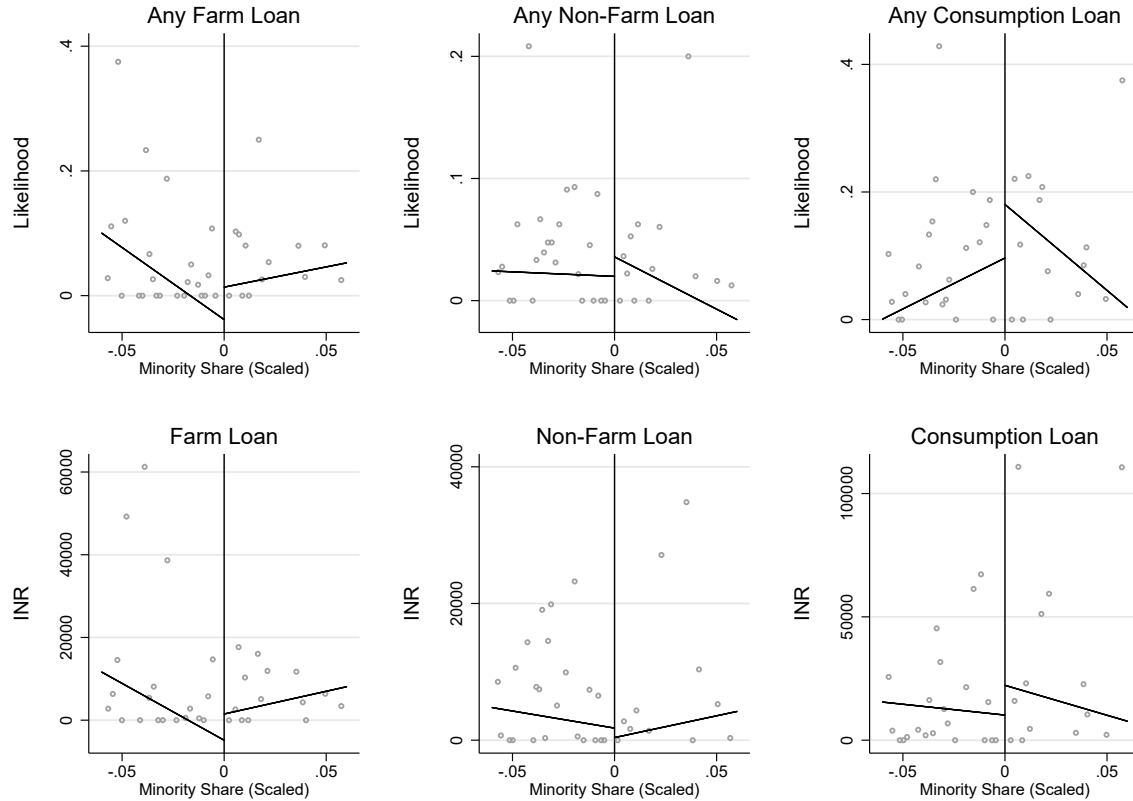 Any Farm Loan
Likelihood
.4
.2
0
-.05 0 .05
Minority Share (Scaled)
Any Non-Farm Loan
Likelihood
.2
.1
0
-.05 0 .05
Minority Share (Scaled)
Any Consumption Loan
Likelihood
.4
.2
0
-.05 0 .05
Minority Share (Scaled)
Farm Loan
INR
60000
40000
20000
0
-.05 0 .05
Minority Share (Scaled)
Non-Farm Loan
INR
40000
20000
0
-.05 0 .05
Minority Share (Scaled)
Consumption Loan
INR
100000
50000
0
-.05 0 .05
Minority Share (Scaled)